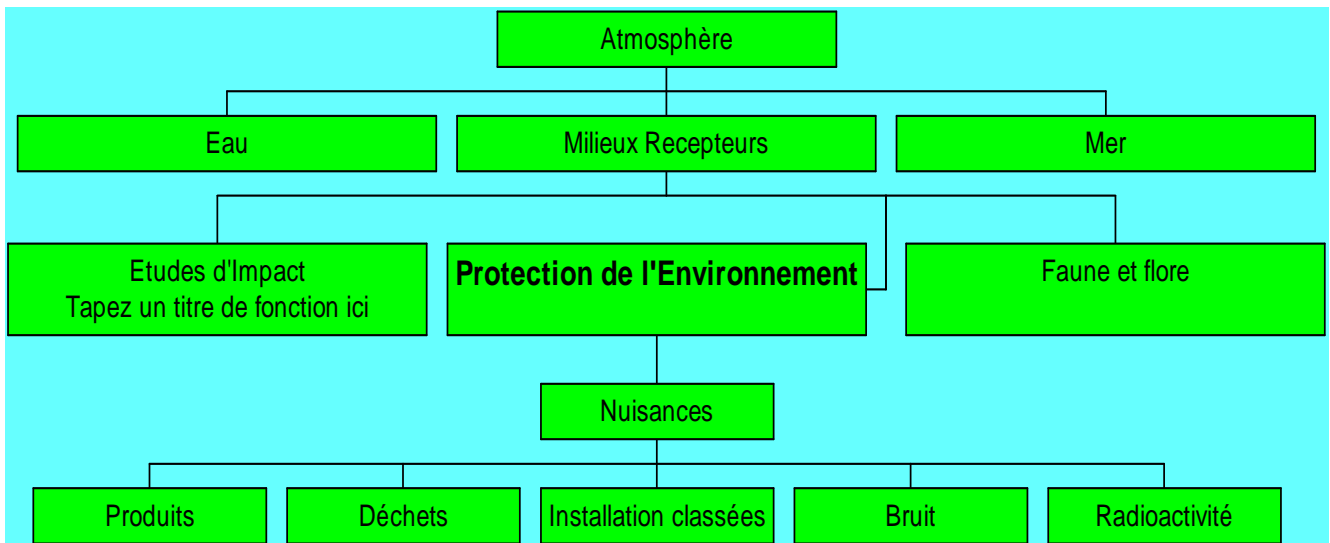 Atmosphère
Eau
Milieux Recepteurs
Mer
Etudes d'Impact
Tapez un titre de fonction ici
Protection de l'Environnement
Faune et flore
Nuisances
Produits
Déchets
Installation classées
Bruit
Radioactivité